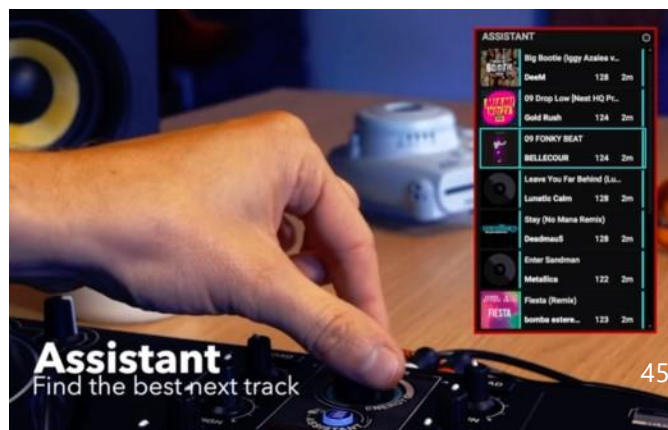 ASSISTANT
Big Bootie (Iggy Azalea v...
DeeM 128 2m
09 Drop Low [Nest HQ Pr...
Gold Rush 124 2m
09 FONKY BEAT
BELLECOUR 124 2m
Leave You Far Behind (Lu...
Lunatic Calm 128 2m
Stay (No Mana Remix)
Deadmau5 128 2m
Enter Sandman
Metallica 122 2m
Fiesta (Remix)
bomba estere... 123 2m
FIESTA
Assistant
Find the best next track
45
ASSISTANT